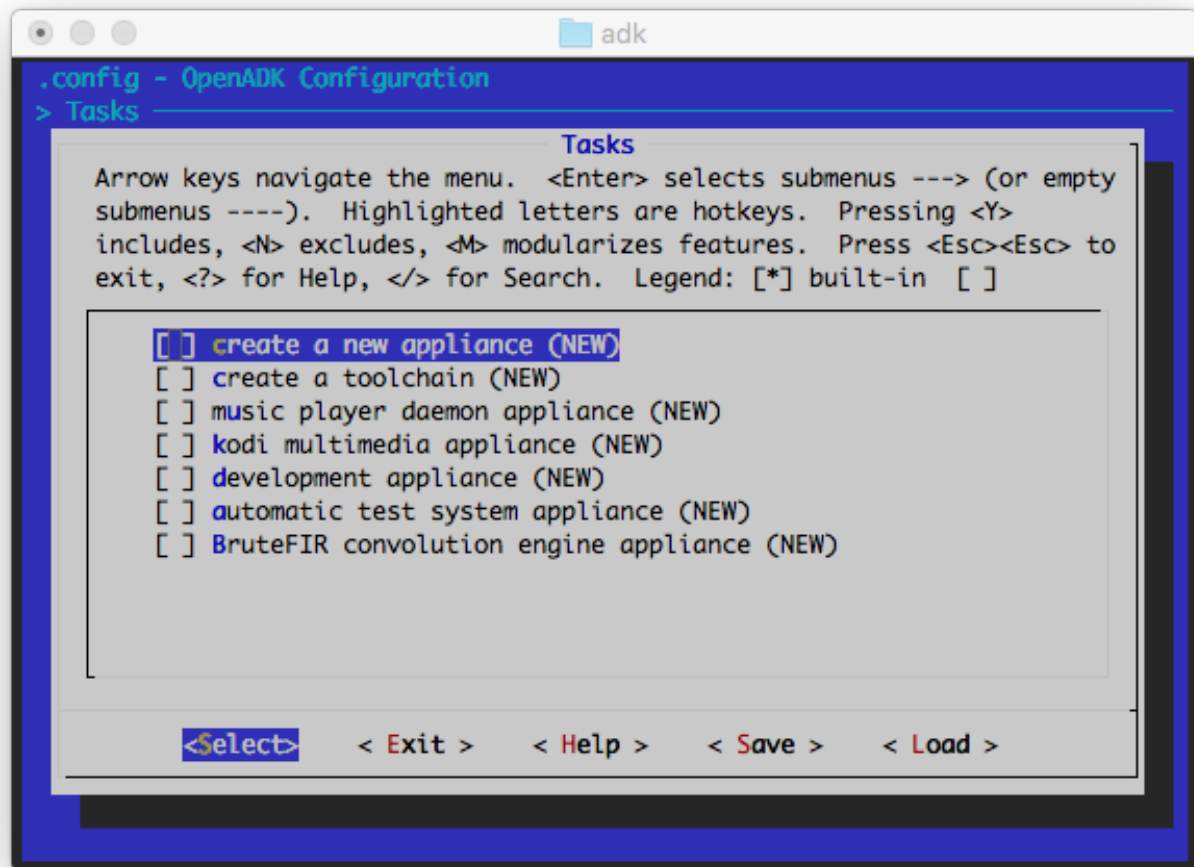 adk
.config - OpenADK Configuration
> Tasks
Tasks
Arrow keys navigate the menu.  <Enter> selects submenus ---> (or empty
submenus ----).  Highlighted letters are hotkeys.  Pressing <Y>
includes, <N> excludes, <M> modularizes features.  Press <Esc><Esc> to
exit, <?> for Help, </> for Search.  Legend: [*] built-in  [ ]
[ ] create a new appliance (NEW)
[ ] create a toolchain (NEW)
[ ] music player daemon appliance (NEW)
[ ] kodi multimedia appliance (NEW)
[ ] development appliance (NEW)
[ ] automatic test system appliance (NEW)
[ ] BruteFIR convolution engine appliance (NEW)
<Select>    < Exit >    < Help >    < Save >    < Load >